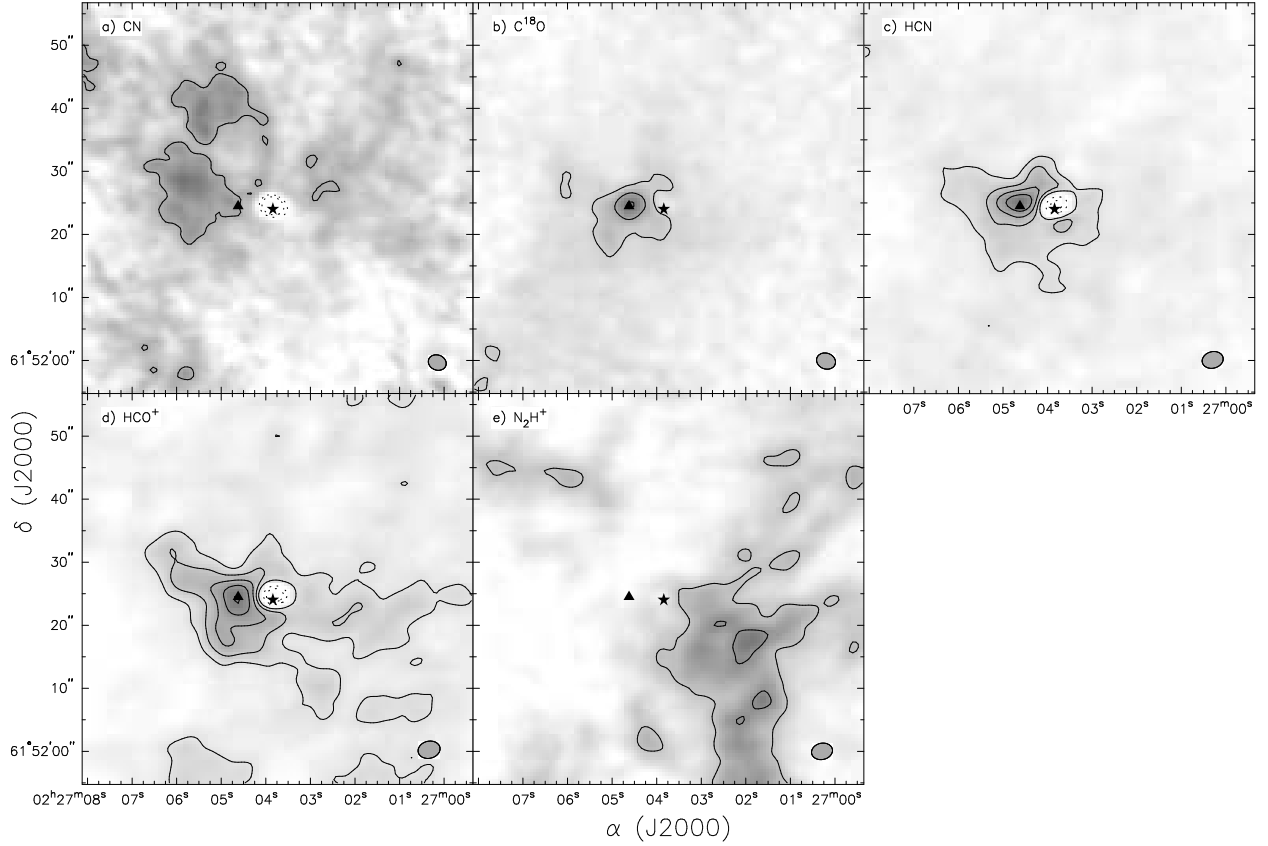 a) CN
b) C¹⁸O
c) HCN
50″
40″
30″
20″
10″
61°52′00″
07ˢ 06ˢ 05ˢ 04ˢ 03ˢ 02ˢ 01ˢ 27ᵐ00ˢ
d) HCO⁺
e) N₂H⁺
50″
40″
30″
20″
10″
61°52′00″
δ (J2000)
02ʰ27ᵐ08ˢ 07ˢ 06ˢ 05ˢ 04ˢ 03ˢ 02ˢ 01ˢ 27ᵐ00ˢ
07ˢ 06ˢ 05ˢ 04ˢ 03ˢ 02ˢ 01ˢ 27ᵐ00ˢ
α (J2000)